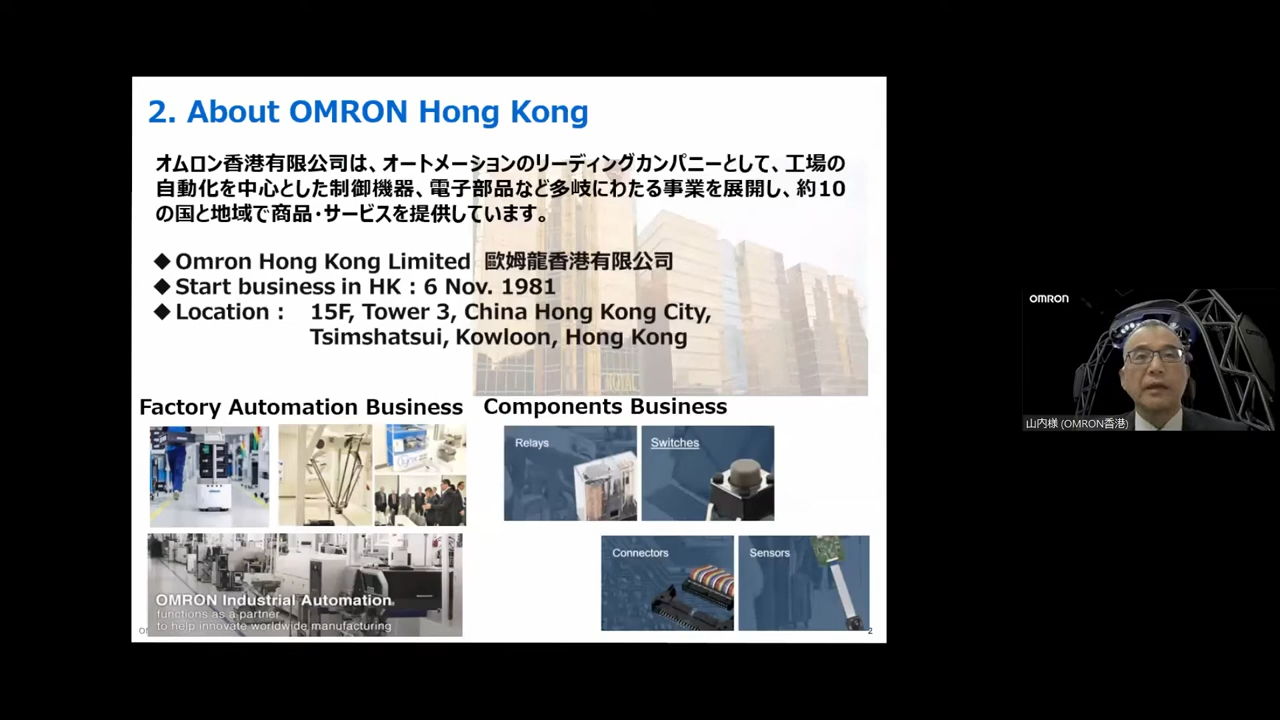 2. About OMRON Hong Kong
オムロン香港有限公司は、オートメーションのリーディングカンパニーとして、工場の
自動化を中心とした制御機器、電子部品など多岐にわたる事業を展開し、約10
の国と地域で商品・サービスを提供しています。
◆Omron Hong Kong Limited 歐姆龍香港有限公司
◆Start business in HK : 6 Nov. 1981
◆Location : 15F, Tower 3, China Hong Kong City,
Tsimshatsui, Kowloon, Hong Kong
ROYAL
Factory Automation Business
Components Business
Relays
Switches
Connectors
Sensors
OMRON Industrial Automation
functions as a partner
to help innovate worldwide manufacturing
2
OMRON
山内様 (OMRON香港)